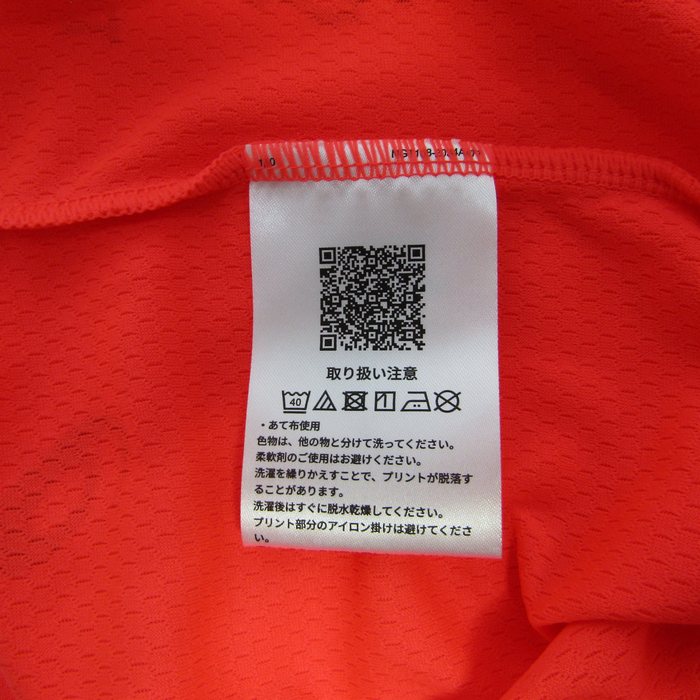 1.0
取り扱い注意
40
・あて布使用
色物は、他の物と分けて洗ってください。
柔軟剤のご使用はお避けください。
洗濯を繰りかえすことで、プリントが脱落す
ることがあります。
洗濯後はすぐに脱水乾燥してください。
プリント部分のアイロン掛けは避けてくださ
い。